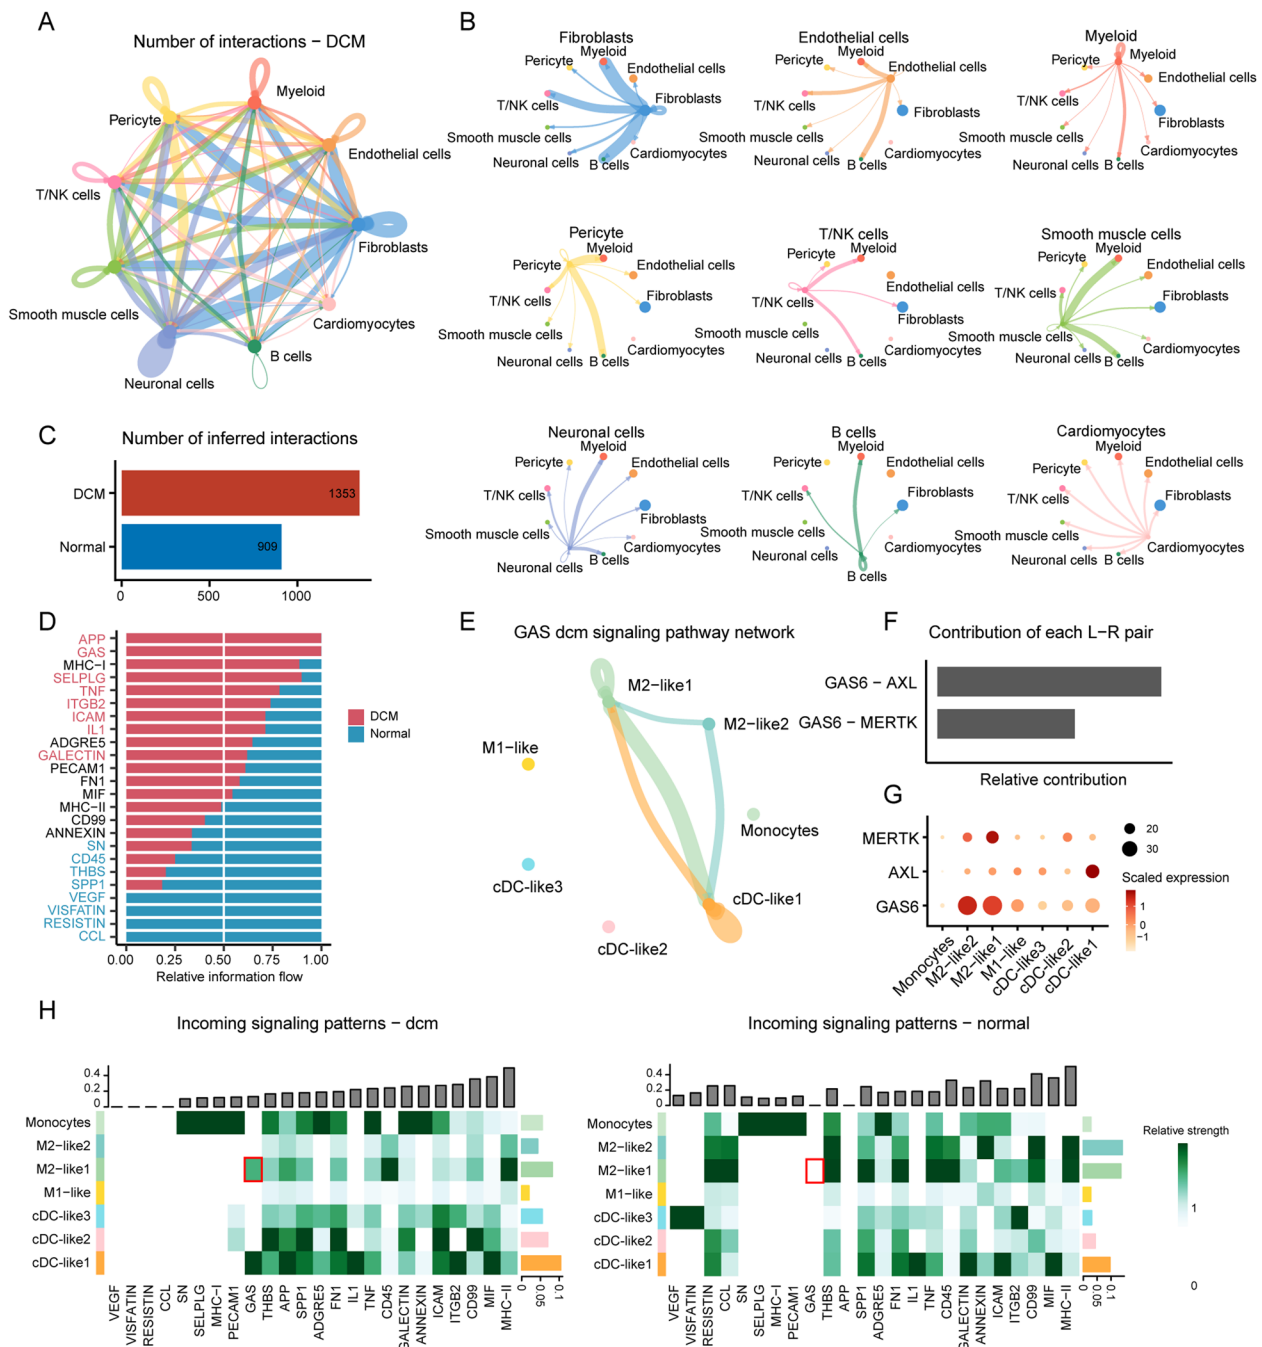 A
Number of interactions − DCM
Myeloid
Pericyte
Endothelial cells
T/NK cells
Fibroblasts
Smooth muscle cells
Cardiomyocytes
B cells
Neuronal cells
B
Fibroblasts
Myeloid
Pericyte
Endothelial cells
T/NK cells
Fibroblasts
Smooth muscle cells
Cardiomyocytes
Neuronal cells
B cells
Endothelial cells
Myeloid
Pericyte
Endothelial cells
T/NK cells
Fibroblasts
Smooth muscle cells
Cardiomyocytes
Neuronal cells
B cells
Myeloid
Myeloid
Pericyte
Endothelial cells
T/NK cells
Fibroblasts
Smooth muscle cells
Cardiomyocytes
Neuronal cells
B cells
Pericyte
Myeloid
Pericyte
Endothelial cells
T/NK cells
Fibroblasts
Smooth muscle cells
Cardiomyocytes
Neuronal cells
B cells
T/NK cells
Myeloid
Pericyte
Endothelial cells
T/NK cells
Fibroblasts
Smooth muscle cells
Cardiomyocytes
Neuronal cells
B cells
Smooth muscle cells
Myeloid
Pericyte
Endothelial cells
T/NK cells
Fibroblasts
Smooth muscle cells
Cardiomyocytes
Neuronal cells
B cells
Neuronal cells
Myeloid
Pericyte
Endothelial cells
T/NK cells
Fibroblasts
Smooth muscle cells
Cardiomyocytes
Neuronal cells
B cells
B cells
Myeloid
Pericyte
Endothelial cells
T/NK cells
Fibroblasts
Smooth muscle cells
Cardiomyocytes
Neuronal cells
B cells
Cardiomyocytes
Myeloid
Pericyte
Endothelial cells
T/NK cells
Fibroblasts
Smooth muscle cells
Cardiomyocytes
Neuronal cells
B cells
C
Number of inferred interactions
DCM
1353
Normal
909
0 500 1000
D
APP
GAS
MHC−I
SELPLG
TNF
ITGB2
ICAM
IL1
ADGRE5
GALECTIN
PECAM1
FN1
MIF
MHC−II
CD99
ANNEXIN
SN
CD45
THBS
SPP1
VEGF
VISFATIN
RESISTIN
CCL
0.00 0.25 0.50 0.75 1.00
Relative information flow
DCM
Normal
E
GAS dcm signaling pathway network
M2−like1
M2−like2
M1−like
Monocytes
cDC−like3
cDC−like1
cDC−like2
F
Contribution of each L−R pair
GAS6 − AXL
GAS6 − MERTK
Relative contribution
G
MERTK
AXL
GAS6
Monocytes
M2−like2
M2−like1
M1−like
cDC−like3
cDC−like2
cDC−like1
20
30
Scaled expression
1
0
−1
H
Incoming signaling patterns − dcm
0.4
0.2
0
Monocytes
M2−like2
M2−like1
M1−like
cDC−like3
cDC−like2
cDC−like1
VEGF
VISFATIN
RESISTIN
CCL
SN
SELPLG
MHC−I
PECAM1
GAS
THBS
APP
SPP1
ADGRE5
FN1
IL1
TNF
CD45
GALECTIN
ANNEXIN
ICAM
ITGB2
CD99
MIF
MHC−II
0
0.05
0.1
Incoming signaling patterns − normal
0.4
0.2
0
Monocytes
M2−like2
M2−like1
M1−like
cDC−like3
cDC−like2
cDC−like1
VEGF
VISFATIN
RESISTIN
CCL
SN
SELPLG
MHC−I
PECAM1
GAS
THBS
APP
SPP1
ADGRE5
FN1
IL1
TNF
CD45
GALECTIN
ANNEXIN
ICAM
ITGB2
CD99
MIF
MHC−II
0
0.05
0.1
Relative strength
1
0